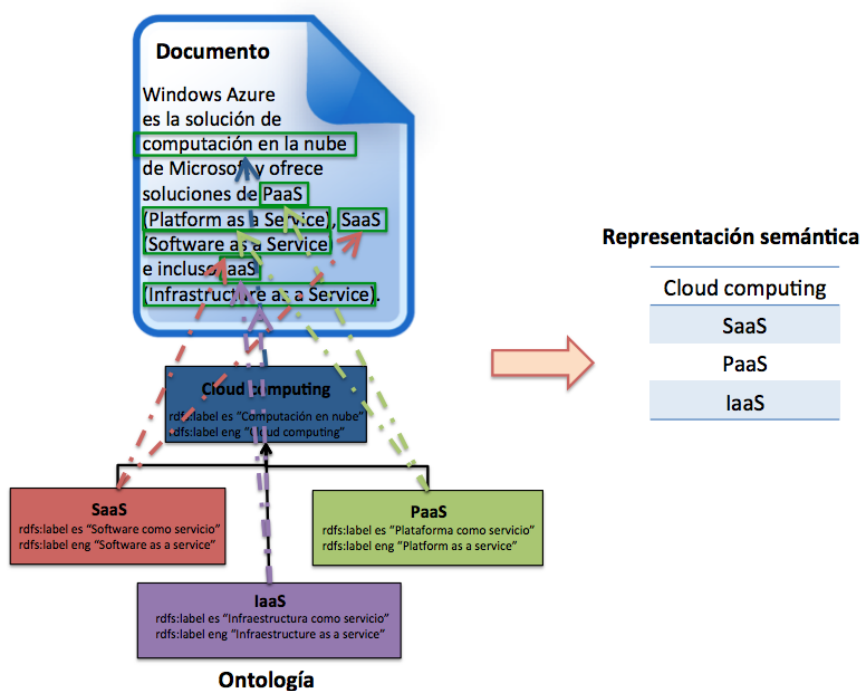 Documento
Windows Azure
es la solución de
computación en la nube
de Microsoft y ofrece
soluciones de PaaS
(Platform as a Service), SaaS
(Software as a Service
e incluso IaaS
(Infrastructure as a Service).
Representación semántica
Cloud computing
SaaS
PaaS
IaaS
Cloud computing
rdfs:label es "Computación en nube"
rdfs:label eng "Cloud computing"
SaaS
rdfs:label es "Software como servicio"
rdfs:label eng "Software as a service"
PaaS
rdfs:label es "Plataforma como servicio"
rdfs:label eng "Platform as a service"
IaaS
rdfs:label es "Infraestructura como servicio"
rdfs:label eng "Infraestructure as a service"
Ontología